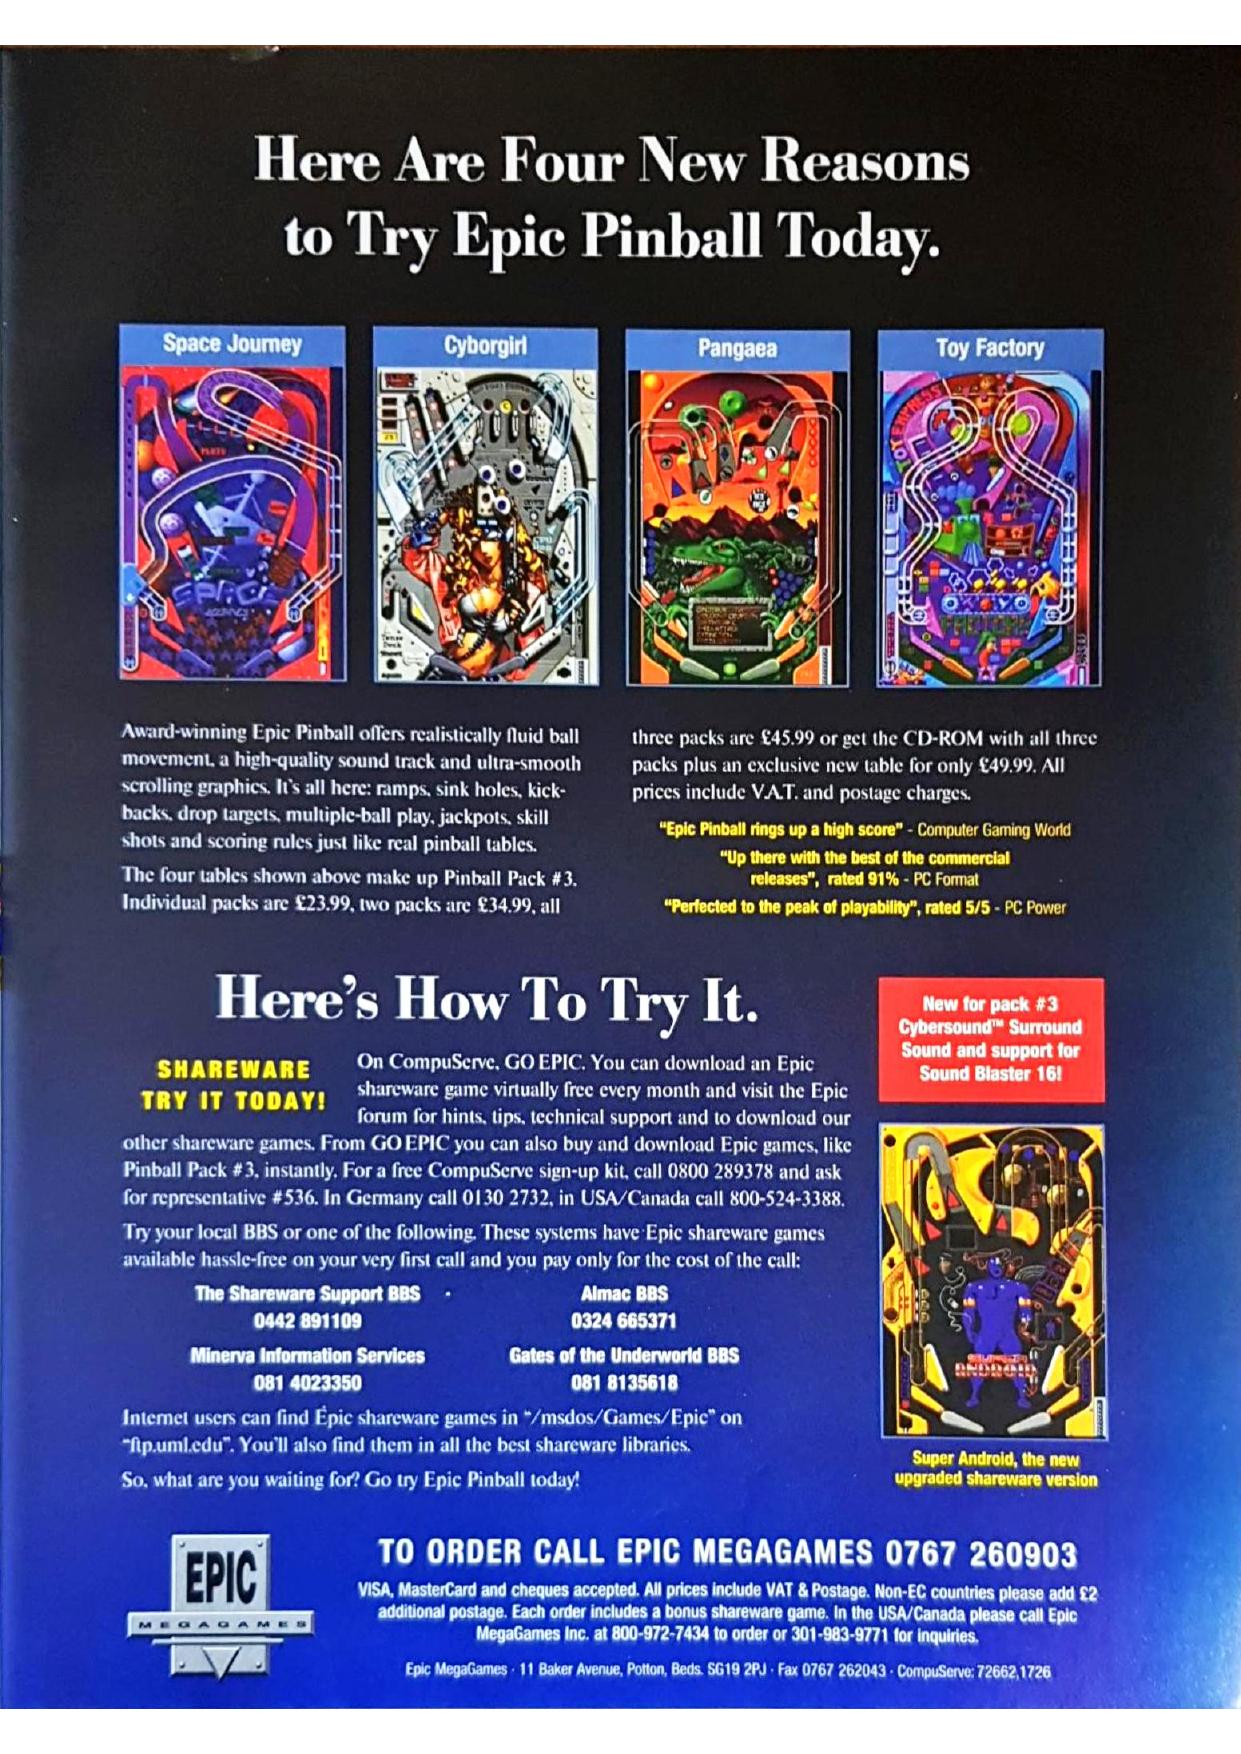 Here Are Four New Reasons
to Try Epic Pinball Today.
Space Journey
Cyborgirl
Pangaea
Toy Factory
TOY EXPRESS
EPIC
Award-winning Epic Pinball offers realistically fluid ball
movement, a high-quality sound track and ultra-smooth
scrolling graphics. It's all here: ramps, sink holes, kick-
backs, drop targets, multiple-ball play, jackpots, skill
shots and scoring rules just like real pinball tables.
The four tables shown above make up Pinball Pack #3.
Individual packs are £23.99, two packs are £34.99, all
three packs are £45.99 or get the CD-ROM with all three
packs plus an exclusive new table for only £49.99. All
prices include V.A.T. and postage charges.
"Epic Pinball rings up a high score" - Computer Gaming World
"Up there with the best of the commercial
releases", rated 91% - PC Format
"Perfected to the peak of playability", rated 5/5 - PC Power
Here's How To Try It.
SHAREWARE
TRY IT TODAY!
On CompuServe, GO EPIC. You can download an Epic
shareware game virtually free every month and visit the Epic
forum for hints, tips, technical support and to download our
other shareware games. From GO EPIC you can also buy and download Epic games, like
Pinball Pack #3, instantly. For a free CompuServe sign-up kit, call 0800 289378 and ask
for representative #536. In Germany call 0130 2732, in USA/Canada call 800-524-3388.
Try your local BBS or one of the following. These systems have Epic shareware games
available hassle-free on your very first call and you pay only for the cost of the call:
The Shareware Support BBS
0442 891109
Almac BBS
0324 665371
Minerva Information Services
081 4023350
Gates of the Underworld BBS
081 8135618
Internet users can find Epic shareware games in "/msdos/Games/Epic" on
"ftp.uml.edu". You'll also find them in all the best shareware libraries.
So, what are you waiting for? Go try Epic Pinball today!
New for pack #3
Cybersound™ Surround
Sound and support for
Sound Blaster 16!
SUPER
ANDROID
Super Android, the new
upgraded shareware version
EPIC
MEGAGAMES
TO ORDER CALL EPIC MEGAGAMES 0767 260903
VISA, MasterCard and cheques accepted. All prices include VAT & Postage. Non-EC countries please add £2
additional postage. Each order includes a bonus shareware game. In the USA/Canada please call Epic
MegaGames Inc. at 800-972-7434 to order or 301-983-9771 for inquiries.
Epic MegaGames · 11 Baker Avenue, Potton, Beds. SG19 2PJ · Fax 0767 262043 · CompuServe: 72662,1726